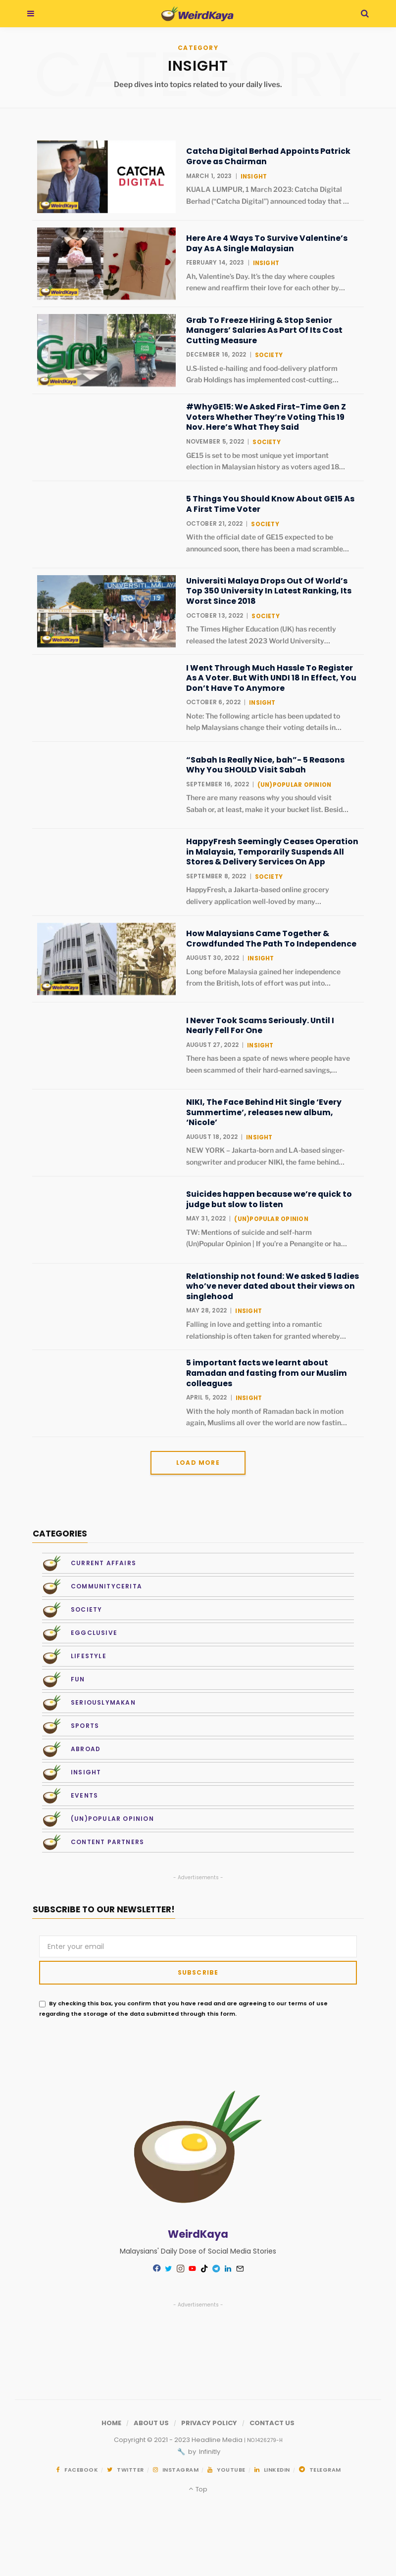 WeirdKaya
CATEGORY
CATEGORY
INSIGHT
Deep dives into topics related to your daily lives.
CATCHA
DIGITAL
WeirdKaya
Catcha Digital Berhad Appoints Patrick
Grove as Chairman
MARCH 1, 2023 | INSIGHT
KUALA LUMPUR, 1 March 2023: Catcha Digital
Berhad (“Catcha Digital”) announced today that ...
WeirdKaya
Here Are 4 Ways To Survive Valentine’s
Day As A Single Malaysian
FEBRUARY 14, 2023 | INSIGHT
Ah, Valentine’s Day. It’s the day where couples
renew and reaffirm their love for each other by...
Grab
WeirdKaya
Grab To Freeze Hiring & Stop Senior
Managers’ Salaries As Part Of Its Cost
Cutting Measure
DECEMBER 16, 2022 | SOCIETY
U.S-listed e-hailing and food-delivery platform
Grab Holdings has implemented cost-cutting...
#WhyGE15: We Asked First-Time Gen Z
Voters Whether They’re Voting This 19
Nov. Here’s What They Said
NOVEMBER 5, 2022 | SOCIETY
GE15 is set to be most unique yet important
election in Malaysian history as voters aged 18...
5 Things You Should Know About GE15 As
A First Time Voter
OCTOBER 21, 2022 | SOCIETY
With the official date of GE15 expected to be
announced soon, there has been a mad scramble...
UNIVERSITI MALAYA
WeirdKaya
Universiti Malaya Drops Out Of World’s
Top 350 University In Latest Ranking, Its
Worst Since 2018
OCTOBER 13, 2022 | SOCIETY
The Times Higher Education (UK) has recently
released the latest 2023 World University...
I Went Through Much Hassle To Register
As A Voter. But With UNDI 18 In Effect, You
Don’t Have To Anymore
OCTOBER 6, 2022 | INSIGHT
Note: The following article has been updated to
help Malaysians change their voting details in...
“Sabah Is Really Nice, bah”- 5 Reasons
Why You SHOULD Visit Sabah
SEPTEMBER 16, 2022 | (UN)POPULAR OPINION
There are many reasons why you should visit
Sabah or, at least, make it your bucket list. Besid...
HappyFresh Seemingly Ceases Operation
in Malaysia, Temporarily Suspends All
Stores & Delivery Services On App
SEPTEMBER 8, 2022 | SOCIETY
HappyFresh, a Jakarta-based online grocery
delivery application well-loved by many...
WeirdKaya
How Malaysians Came Together &
Crowdfunded The Path To Independence
AUGUST 30, 2022 | INSIGHT
Long before Malaysia gained her independence
from the British, lots of effort was put into...
I Never Took Scams Seriously. Until I
Nearly Fell For One
AUGUST 27, 2022 | INSIGHT
There has been a spate of news where people have
been scammed of their hard-earned savings,...
NIKI, The Face Behind Hit Single ‘Every
Summertime’, releases new album,
‘Nicole’
AUGUST 18, 2022 | INSIGHT
NEW YORK – Jakarta-born and LA-based singer-
songwriter and producer NIKI, the fame behind...
Suicides happen because we’re quick to
judge but slow to listen
MAY 31, 2022 | (UN)POPULAR OPINION
TW: Mentions of suicide and self-harm
(Un)Popular Opinion | If you’re a Penangite or ha...
Relationship not found: We asked 5 ladies
who’ve never dated about their views on
singlehood
MAY 28, 2022 | INSIGHT
Falling in love and getting into a romantic
relationship is often taken for granted whereby...
5 important facts we learnt about
Ramadan and fasting from our Muslim
colleagues
APRIL 5, 2022 | INSIGHT
With the holy month of Ramadan back in motion
again, Muslims all over the world are now fastin...
LOAD MORE
CATEGORIES
CURRENT AFFAIRS
COMMUNITYCERITA
SOCIETY
EGGCLUSIVE
LIFESTYLE
FUN
SERIOUSLYMAKAN
SPORTS
ABROAD
INSIGHT
EVENTS
(UN)POPULAR OPINION
CONTENT PARTNERS
- Advertisements -
SUBSCRIBE TO OUR NEWSLETTER!
Enter your email
SUBSCRIBE
By checking this box, you confirm that you have read and are agreeing to our terms of use
regarding the storage of the data submitted through this form.
WeirdKaya
Malaysians' Daily Dose of Social Media Stories
- Advertisements -
HOME / ABOUT US / PRIVACY POLICY / CONTACT US
Copyright © 2021 - 2023 Headline Media | NO1426279-H
by Infinitly
FACEBOOK TWITTER INSTAGRAM YOUTUBE LINKEDIN TELEGRAM
Top